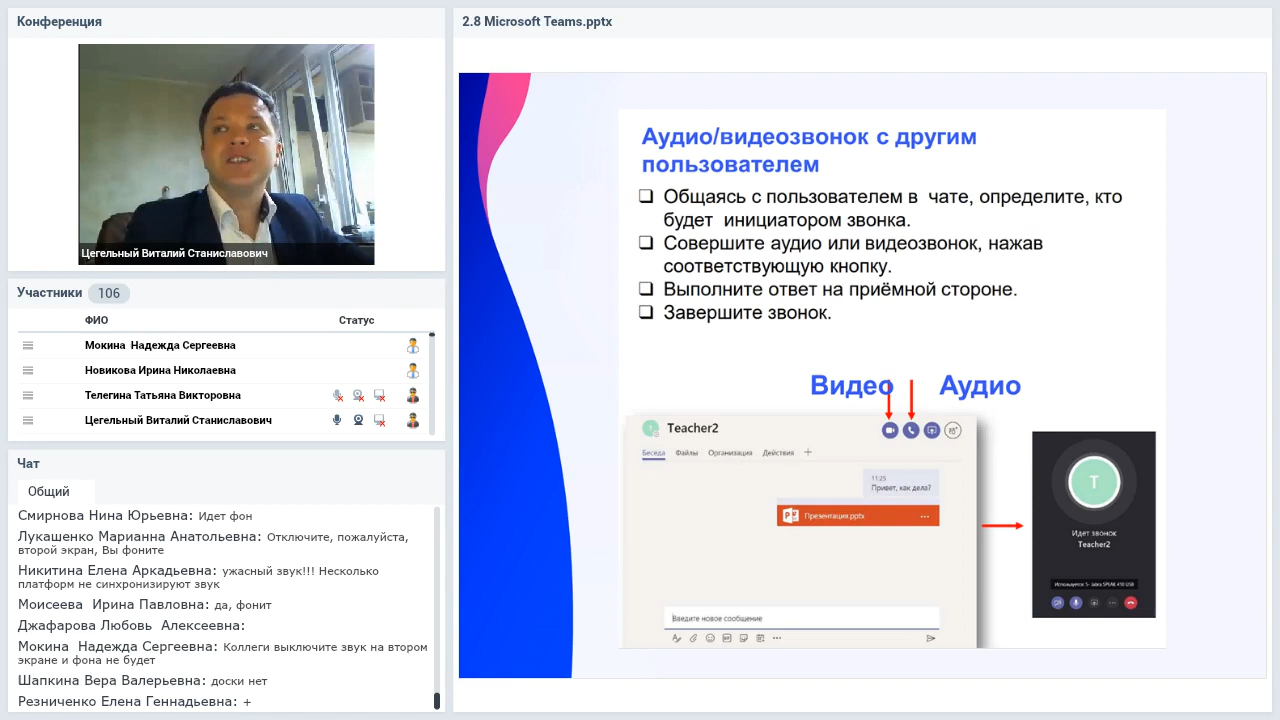 Конференция
Цегельный Виталий Станиславович
Участники 106
ФИО Статус
Мокина Надежда Сергеевна
Новикова Ирина Николаевна
Телегина Татьяна Викторовна
Цегельный Виталий Станиславович
Чат
Общий
Смирнова Нина Юрьевна: Идет фон
Лукашенко Марианна Анатольевна: Отключите, пожалуйста,
второй экран, Вы фоните
Никитина Елена Аркадьевна: ужасный звук!!! Несколько
платформ не синхронизируют звук
Моисеева Ирина Павловна: да, фонит
Джафарова Любовь Алексеевна:
Мокина Надежда Сергеевна: Коллеги выключите звук на втором
экране и фона не будет
Шапкина Вера Валерьевна: доски нет
Резниченко Елена Геннадьевна: +
2.8 Microsoft Teams.pptx
Аудио/видеозвонок с другим
пользователем
Общаясь с пользователем в чате, определите, кто
будет инициатором звонка.
Совершите аудио или видеозвонок, нажав
соответствующую кнопку.
Выполните ответ на приёмной стороне.
Завершите звонок.
Видео Аудио
Teacher2
Беседа Файлы Организация Действия +
11:25
Привет, как дела?
Презентация.pptx
Введите новое сообщение
T
Идет звонок
Teacher2
Используется: 5- Jabra SPEAK 410 USB